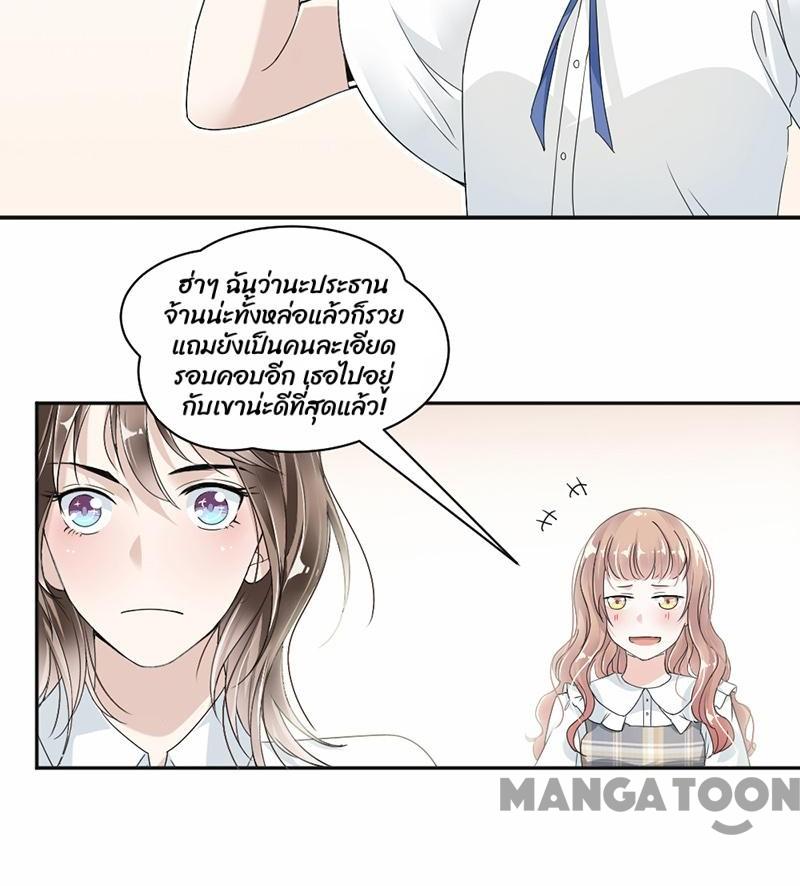 ฮ่าๆ ฉันว่านะประธาน
จ้านน่ะทั้งหล่อแล้วก็รวย
แถมยังเป็นคนละเอียด
รอบคอบอีก เธอไปอยู่
กับเขาน่ะดีที่สุดแล้ว!
MANGATOON